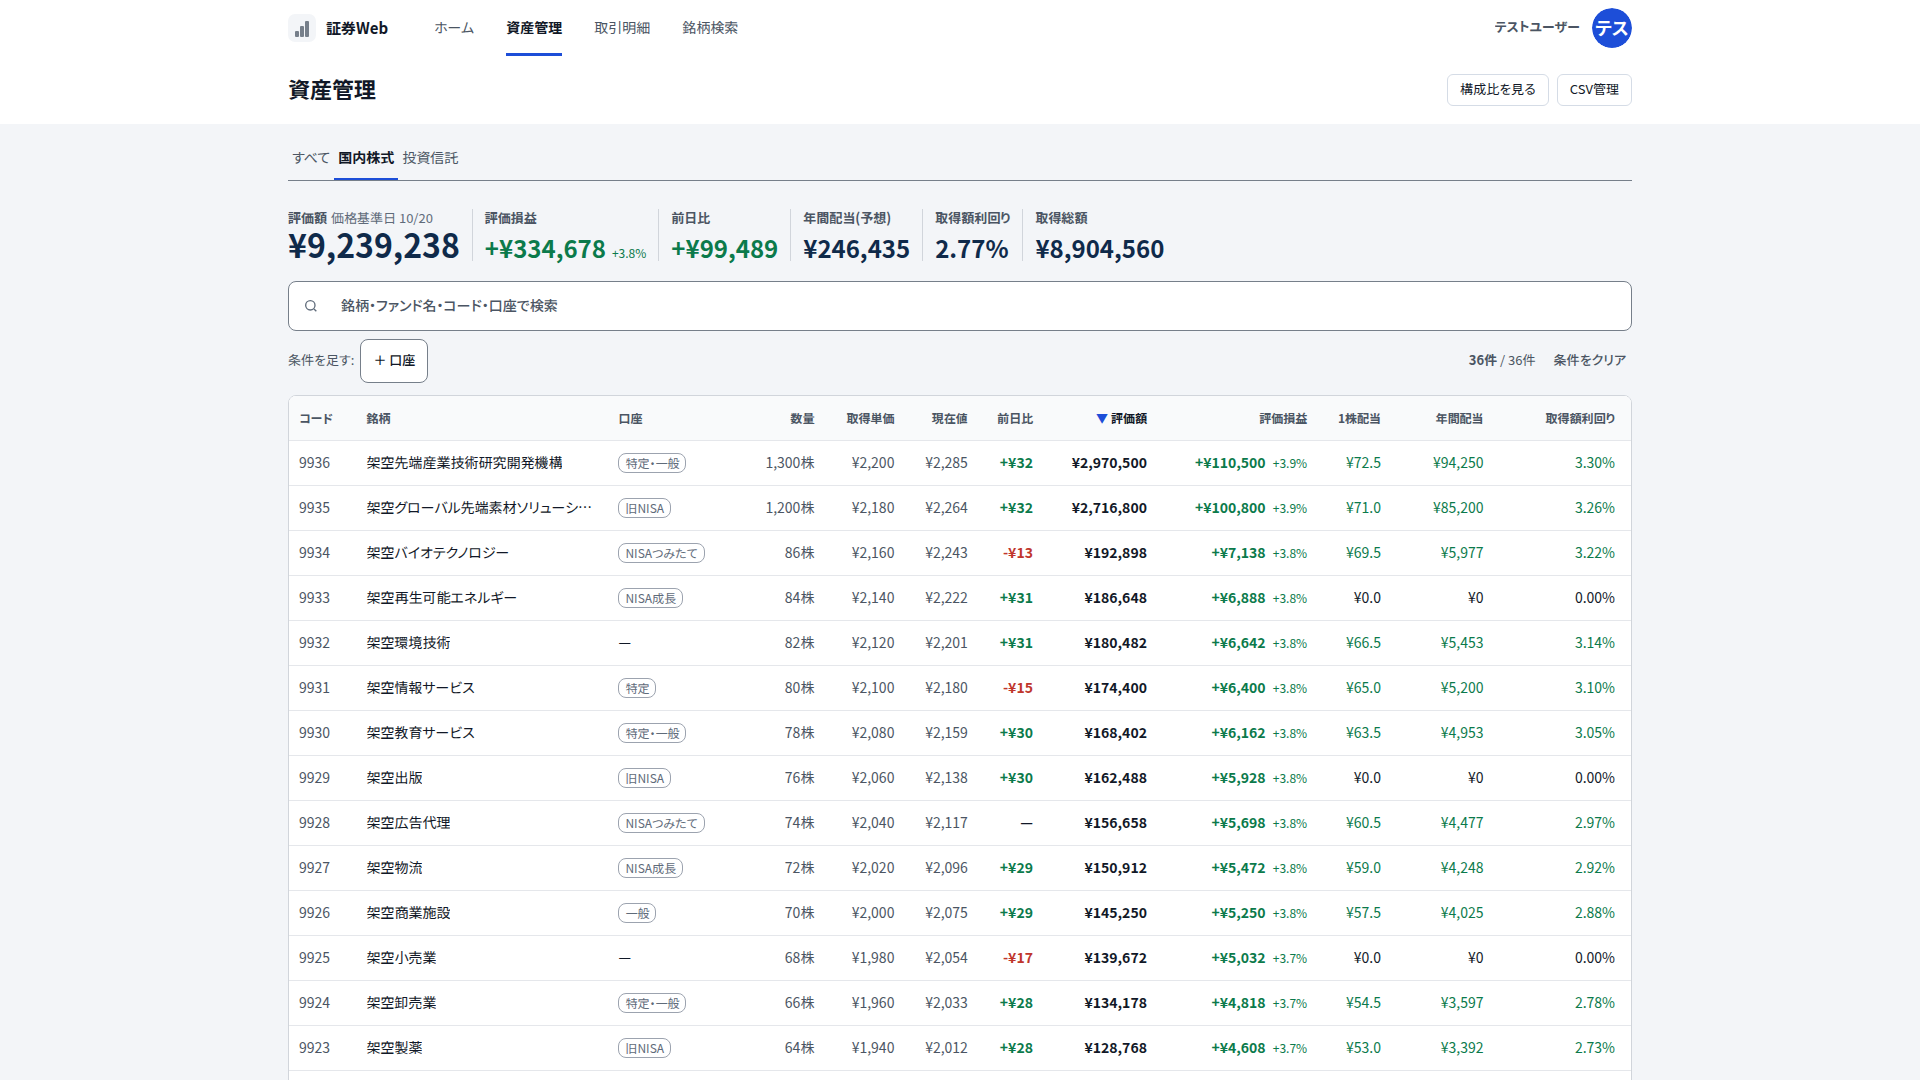 証券Web ホーム 資産管理 取引明細 銘柄検索 テストユーザー テス
資産管理 構成比を見る CSV管理
すべて 国内株式 投資信託
評価額 価格基準日 10/20 評価損益 前日比 年間配当(予想) 取得額利回り 取得総額
¥9,239,238 +¥334,678 +3.8% +¥99,489 ¥246,435 2.77% ¥8,904,560
銘柄・ファンド名・コード・口座で検索
条件を足す: ＋ 口座 36件 / 36件 条件をクリア
コード 銘柄 口座 数量 取得単価 現在値 前日比 ▼ 評価額 評価損益 1株配当 年間配当 取得額利回り
9936 架空先端産業技術研究開発機構 特定・一般 1,300株 ¥2,200 ¥2,285 +¥32 ¥2,970,500 +¥110,500 +3.9% ¥72.5 ¥94,250 3.30%
9935 架空グローバル先端素材ソリューシ… 旧NISA 1,200株 ¥2,180 ¥2,264 +¥32 ¥2,716,800 +¥100,800 +3.9% ¥71.0 ¥85,200 3.26%
9934 架空バイオテクノロジー NISAつみたて 86株 ¥2,160 ¥2,243 -¥13 ¥192,898 +¥7,138 +3.8% ¥69.5 ¥5,977 3.22%
9933 架空再生可能エネルギー NISA成長 84株 ¥2,140 ¥2,222 +¥31 ¥186,648 +¥6,888 +3.8% ¥0.0 ¥0 0.00%
9932 架空環境技術 — 82株 ¥2,120 ¥2,201 +¥31 ¥180,482 +¥6,642 +3.8% ¥66.5 ¥5,453 3.14%
9931 架空情報サービス 特定 80株 ¥2,100 ¥2,180 -¥15 ¥174,400 +¥6,400 +3.8% ¥65.0 ¥5,200 3.10%
9930 架空教育サービス 特定・一般 78株 ¥2,080 ¥2,159 +¥30 ¥168,402 +¥6,162 +3.8% ¥63.5 ¥4,953 3.05%
9929 架空出版 旧NISA 76株 ¥2,060 ¥2,138 +¥30 ¥162,488 +¥5,928 +3.8% ¥0.0 ¥0 0.00%
9928 架空広告代理 NISAつみたて 74株 ¥2,040 ¥2,117 — ¥156,658 +¥5,698 +3.8% ¥60.5 ¥4,477 2.97%
9927 架空物流 NISA成長 72株 ¥2,020 ¥2,096 +¥29 ¥150,912 +¥5,472 +3.8% ¥59.0 ¥4,248 2.92%
9926 架空商業施設 一般 70株 ¥2,000 ¥2,075 +¥29 ¥145,250 +¥5,250 +3.8% ¥57.5 ¥4,025 2.88%
9925 架空小売業 — 68株 ¥1,980 ¥2,054 -¥17 ¥139,672 +¥5,032 +3.7% ¥0.0 ¥0 0.00%
9924 架空卸売業 特定・一般 66株 ¥1,960 ¥2,033 +¥28 ¥134,178 +¥4,818 +3.7% ¥54.5 ¥3,597 2.78%
9923 架空製薬 旧NISA 64株 ¥1,940 ¥2,012 +¥28 ¥128,768 +¥4,608 +3.7% ¥53.0 ¥3,392 2.73%